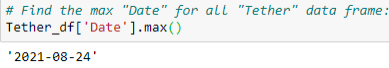 # Find the max "Date" for all "Tether" data frame:
Tether_df['Date'].max()
'2021-08-24'